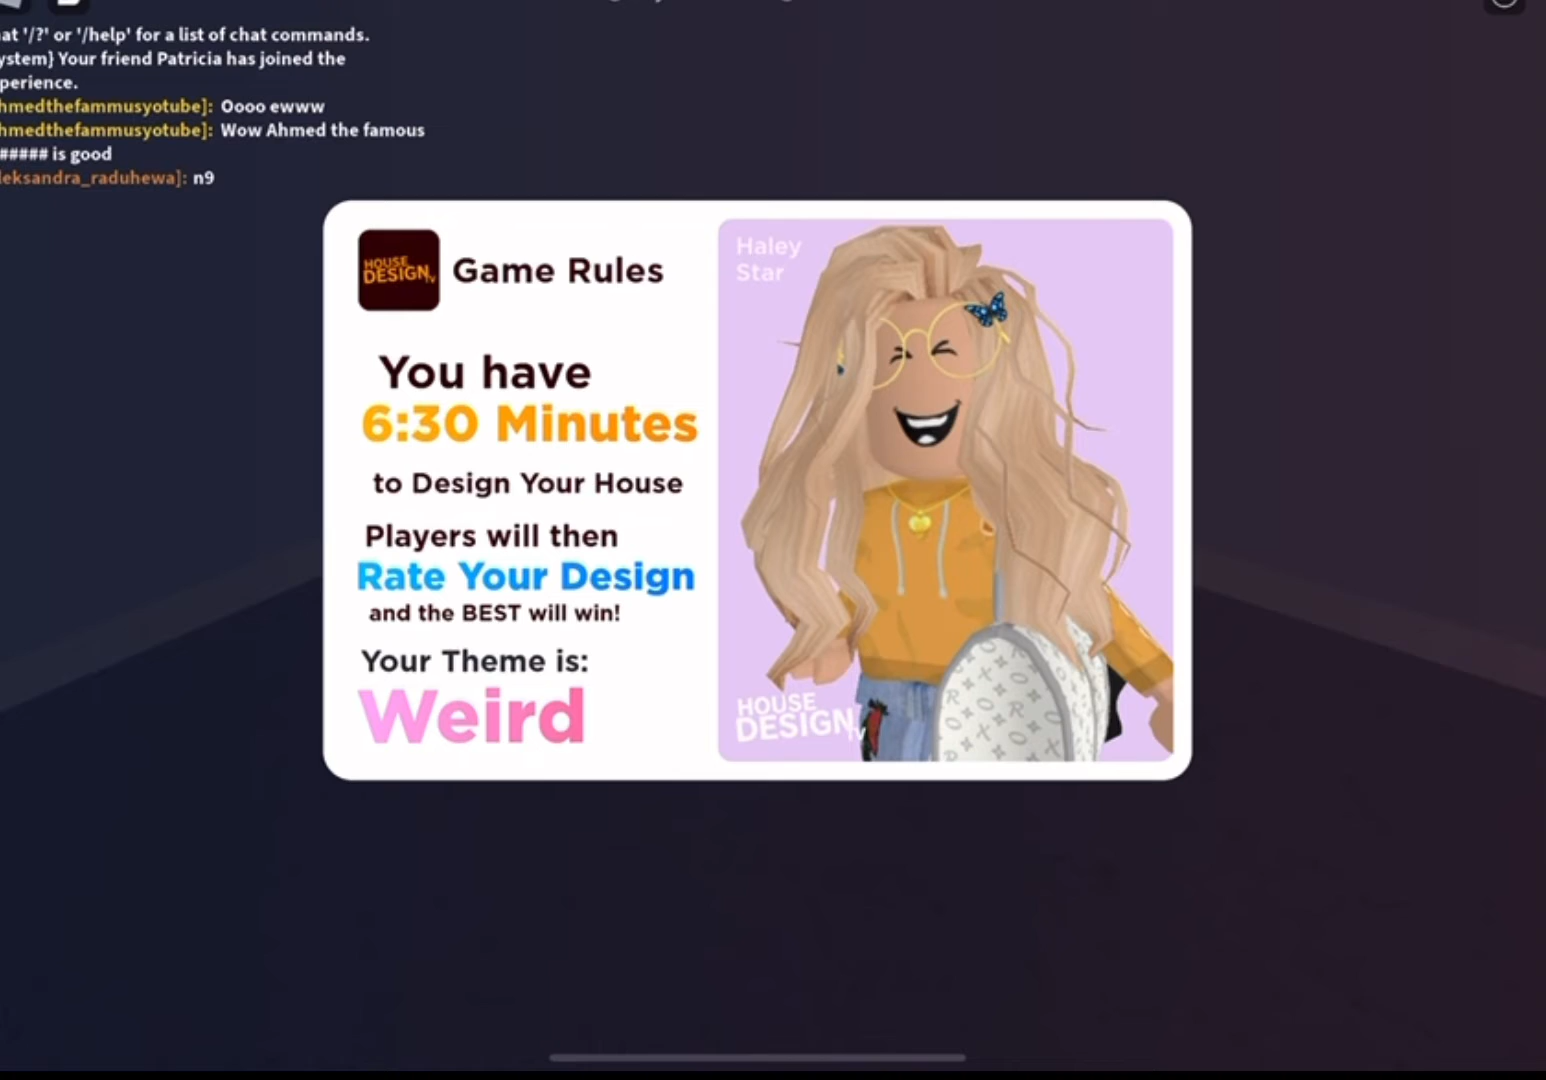 at '/?' or '/help' for a list of chat commands.
ystem} Your friend Patricia has joined the
perience.
hmedthefammusyotube]: Oooo ewww
hmedthefammusyotube]: Wow Ahmed the famous
##### is good
leksandra_raduhewa]: n9
HOUSE
DESIGN
TV
Game Rules
You have
6:30 Minutes
to Design Your House
Players will then
Rate Your Design
and the BEST will win!
Your Theme is:
Weird
Haley
Star
HOUSE
DESIGN
TV